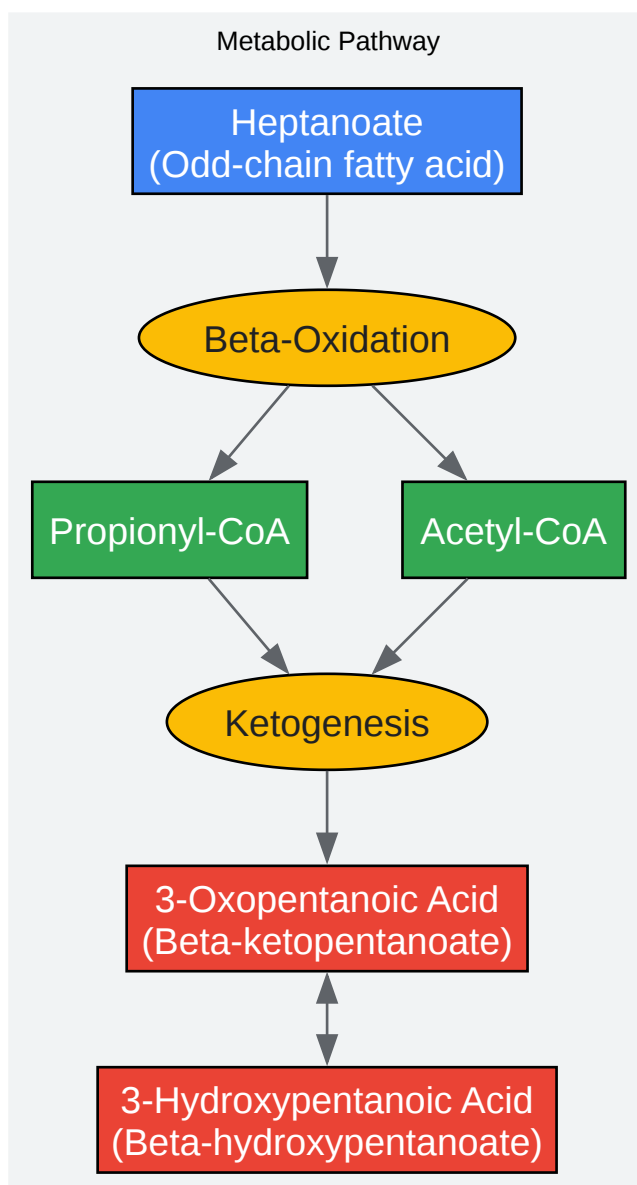 Metabolic Pathway
Heptanoate
(Odd-chain fatty acid)
Beta-Oxidation
Propionyl-CoA
Acetyl-CoA
Ketogenesis
3-Oxopentanoic Acid
(Beta-ketopentanoate)
3-Hydroxypentanoic Acid
(Beta-hydroxypentanoate)